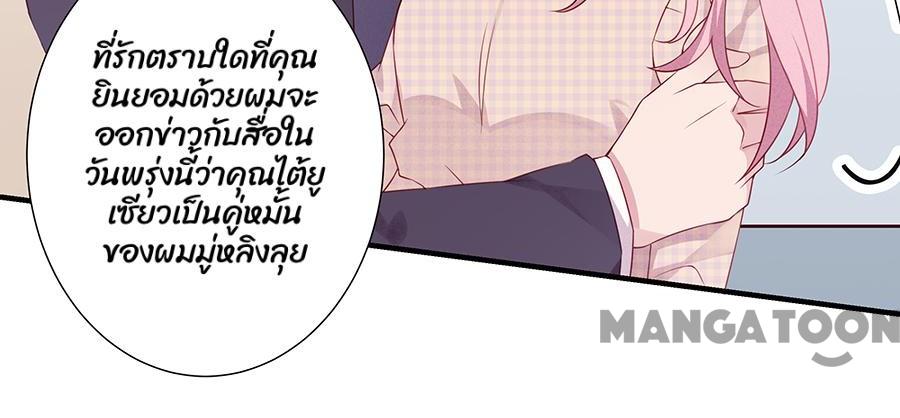 ที่รักตราบใดที่คุณ
ยินยอมด้วยผมจะ
ออกข่าวกับสื่อใน
วันพรุ่งนี้ว่าคุณได้ยู
เซียวเป็นคู่หมั้น
ของผมมู่หลิงลุย
MANGATOON